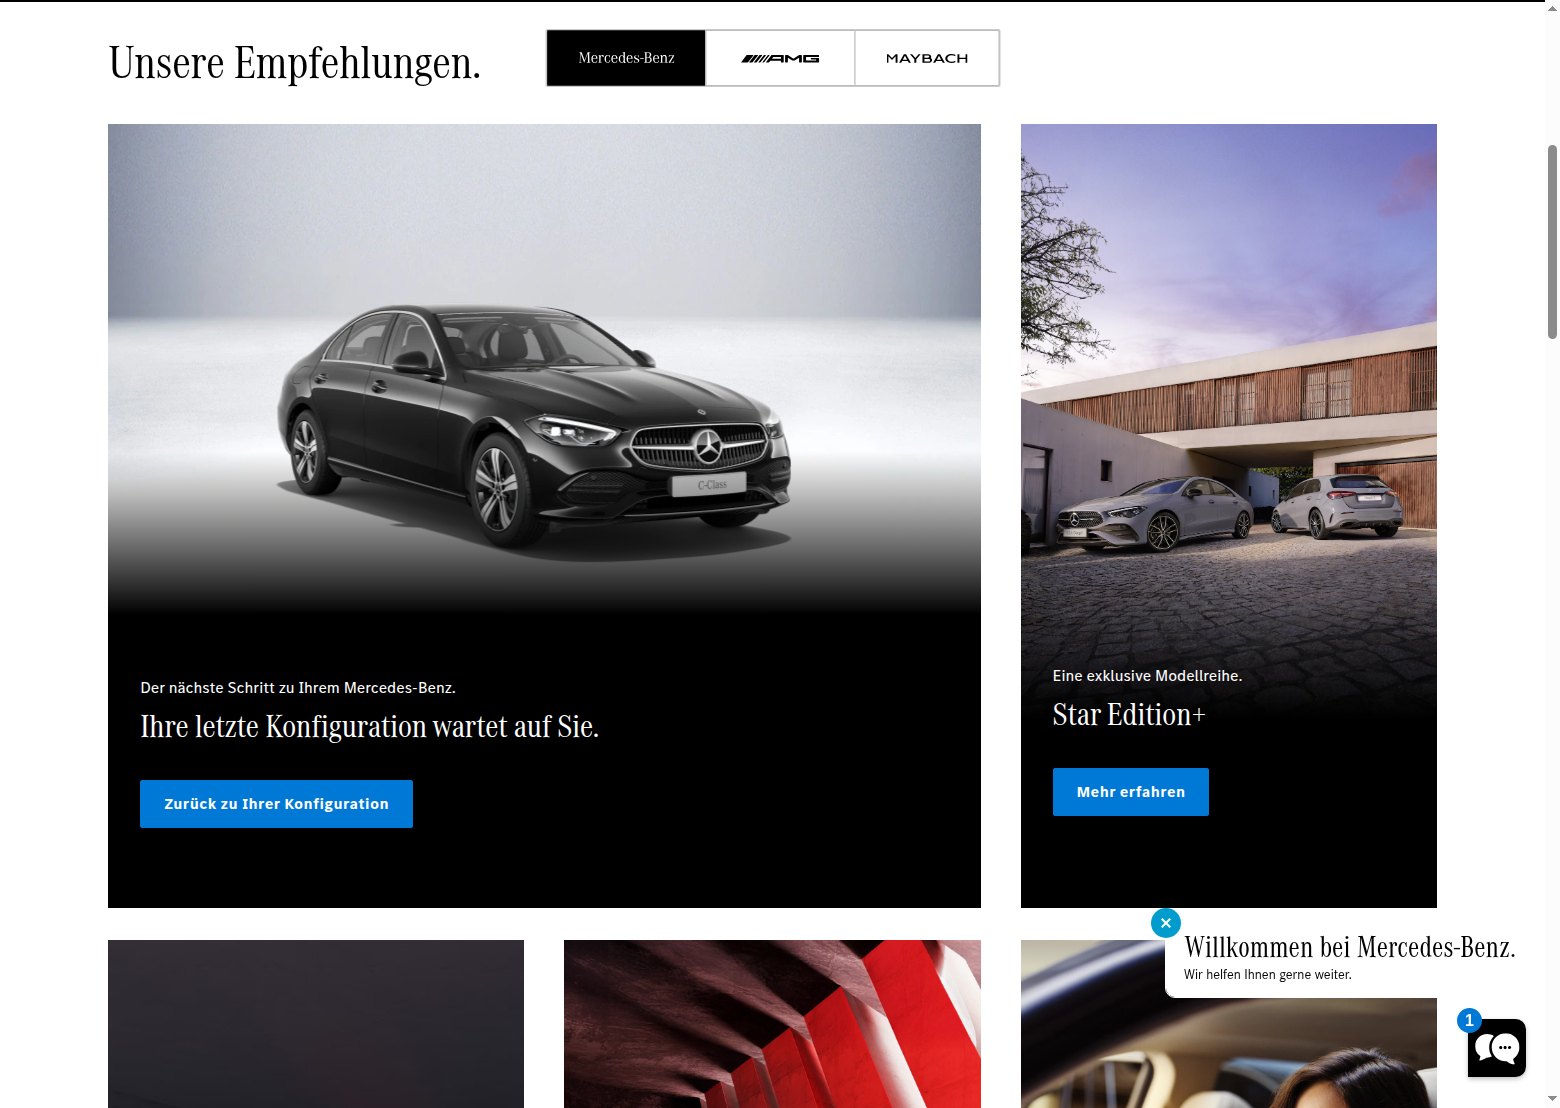 Unsere Empfehlungen.
Mercedes-Benz
AMG
MAYBACH
C-Class
Der nächste Schritt zu Ihrem Mercedes-Benz.
Ihre letzte Konfiguration wartet auf Sie.
Zurück zu Ihrer Konfiguration
Eine exklusive Modellreihe.
Star Edition+
Mehr erfahren
Willkommen bei Mercedes-Benz.
Wir helfen Ihnen gerne weiter.
1